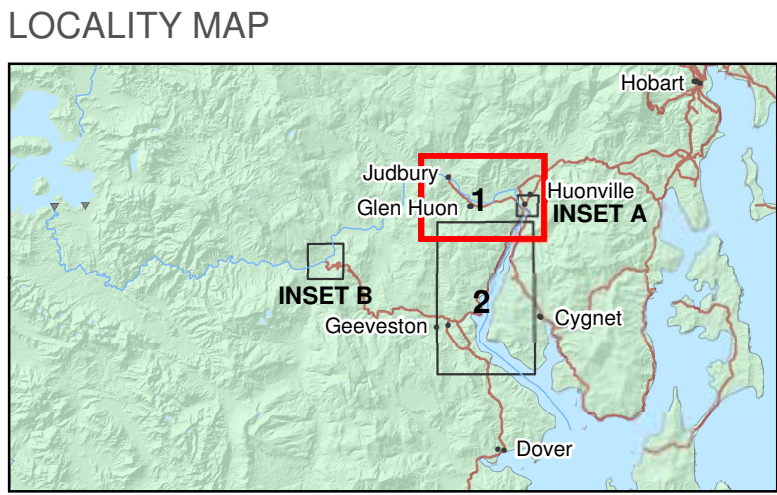 LOCALITY MAP
Hobart
Judbury
1
Huonville
Glen Huon
INSET A
INSET B
2
Geeveston
Cygnet
Dover